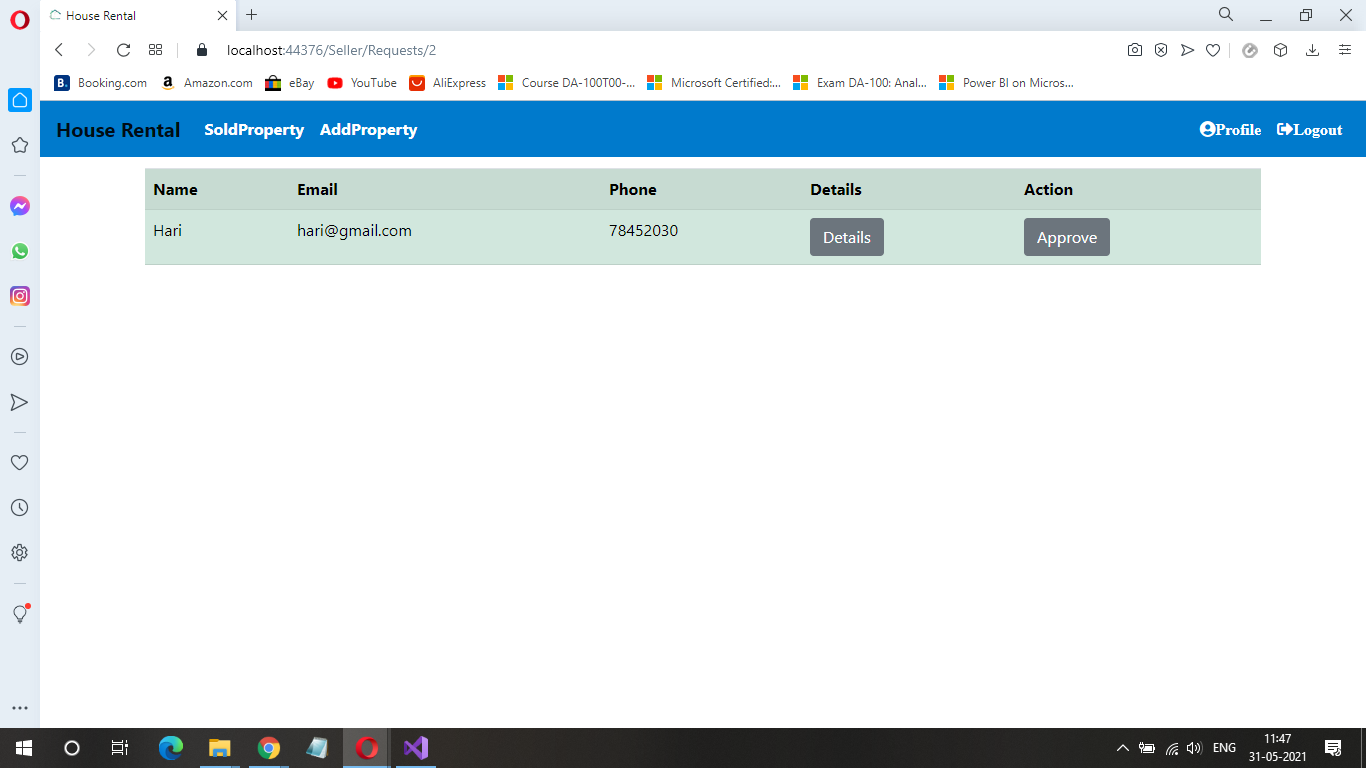 House Rental
localhost:44376/Seller/Requests/2
B. Booking.com a Amazon.com eBay YouTube AliExpress Course DA-100T00-... Microsoft Certified:... Exam DA-100: Anal... Power BI on Micros...
House Rental SoldProperty AddProperty Profile Logout
Name Email Phone Details Action
Hari hari@gmail.com 78452030 Details Approve
ENG 11:47
31-05-2021